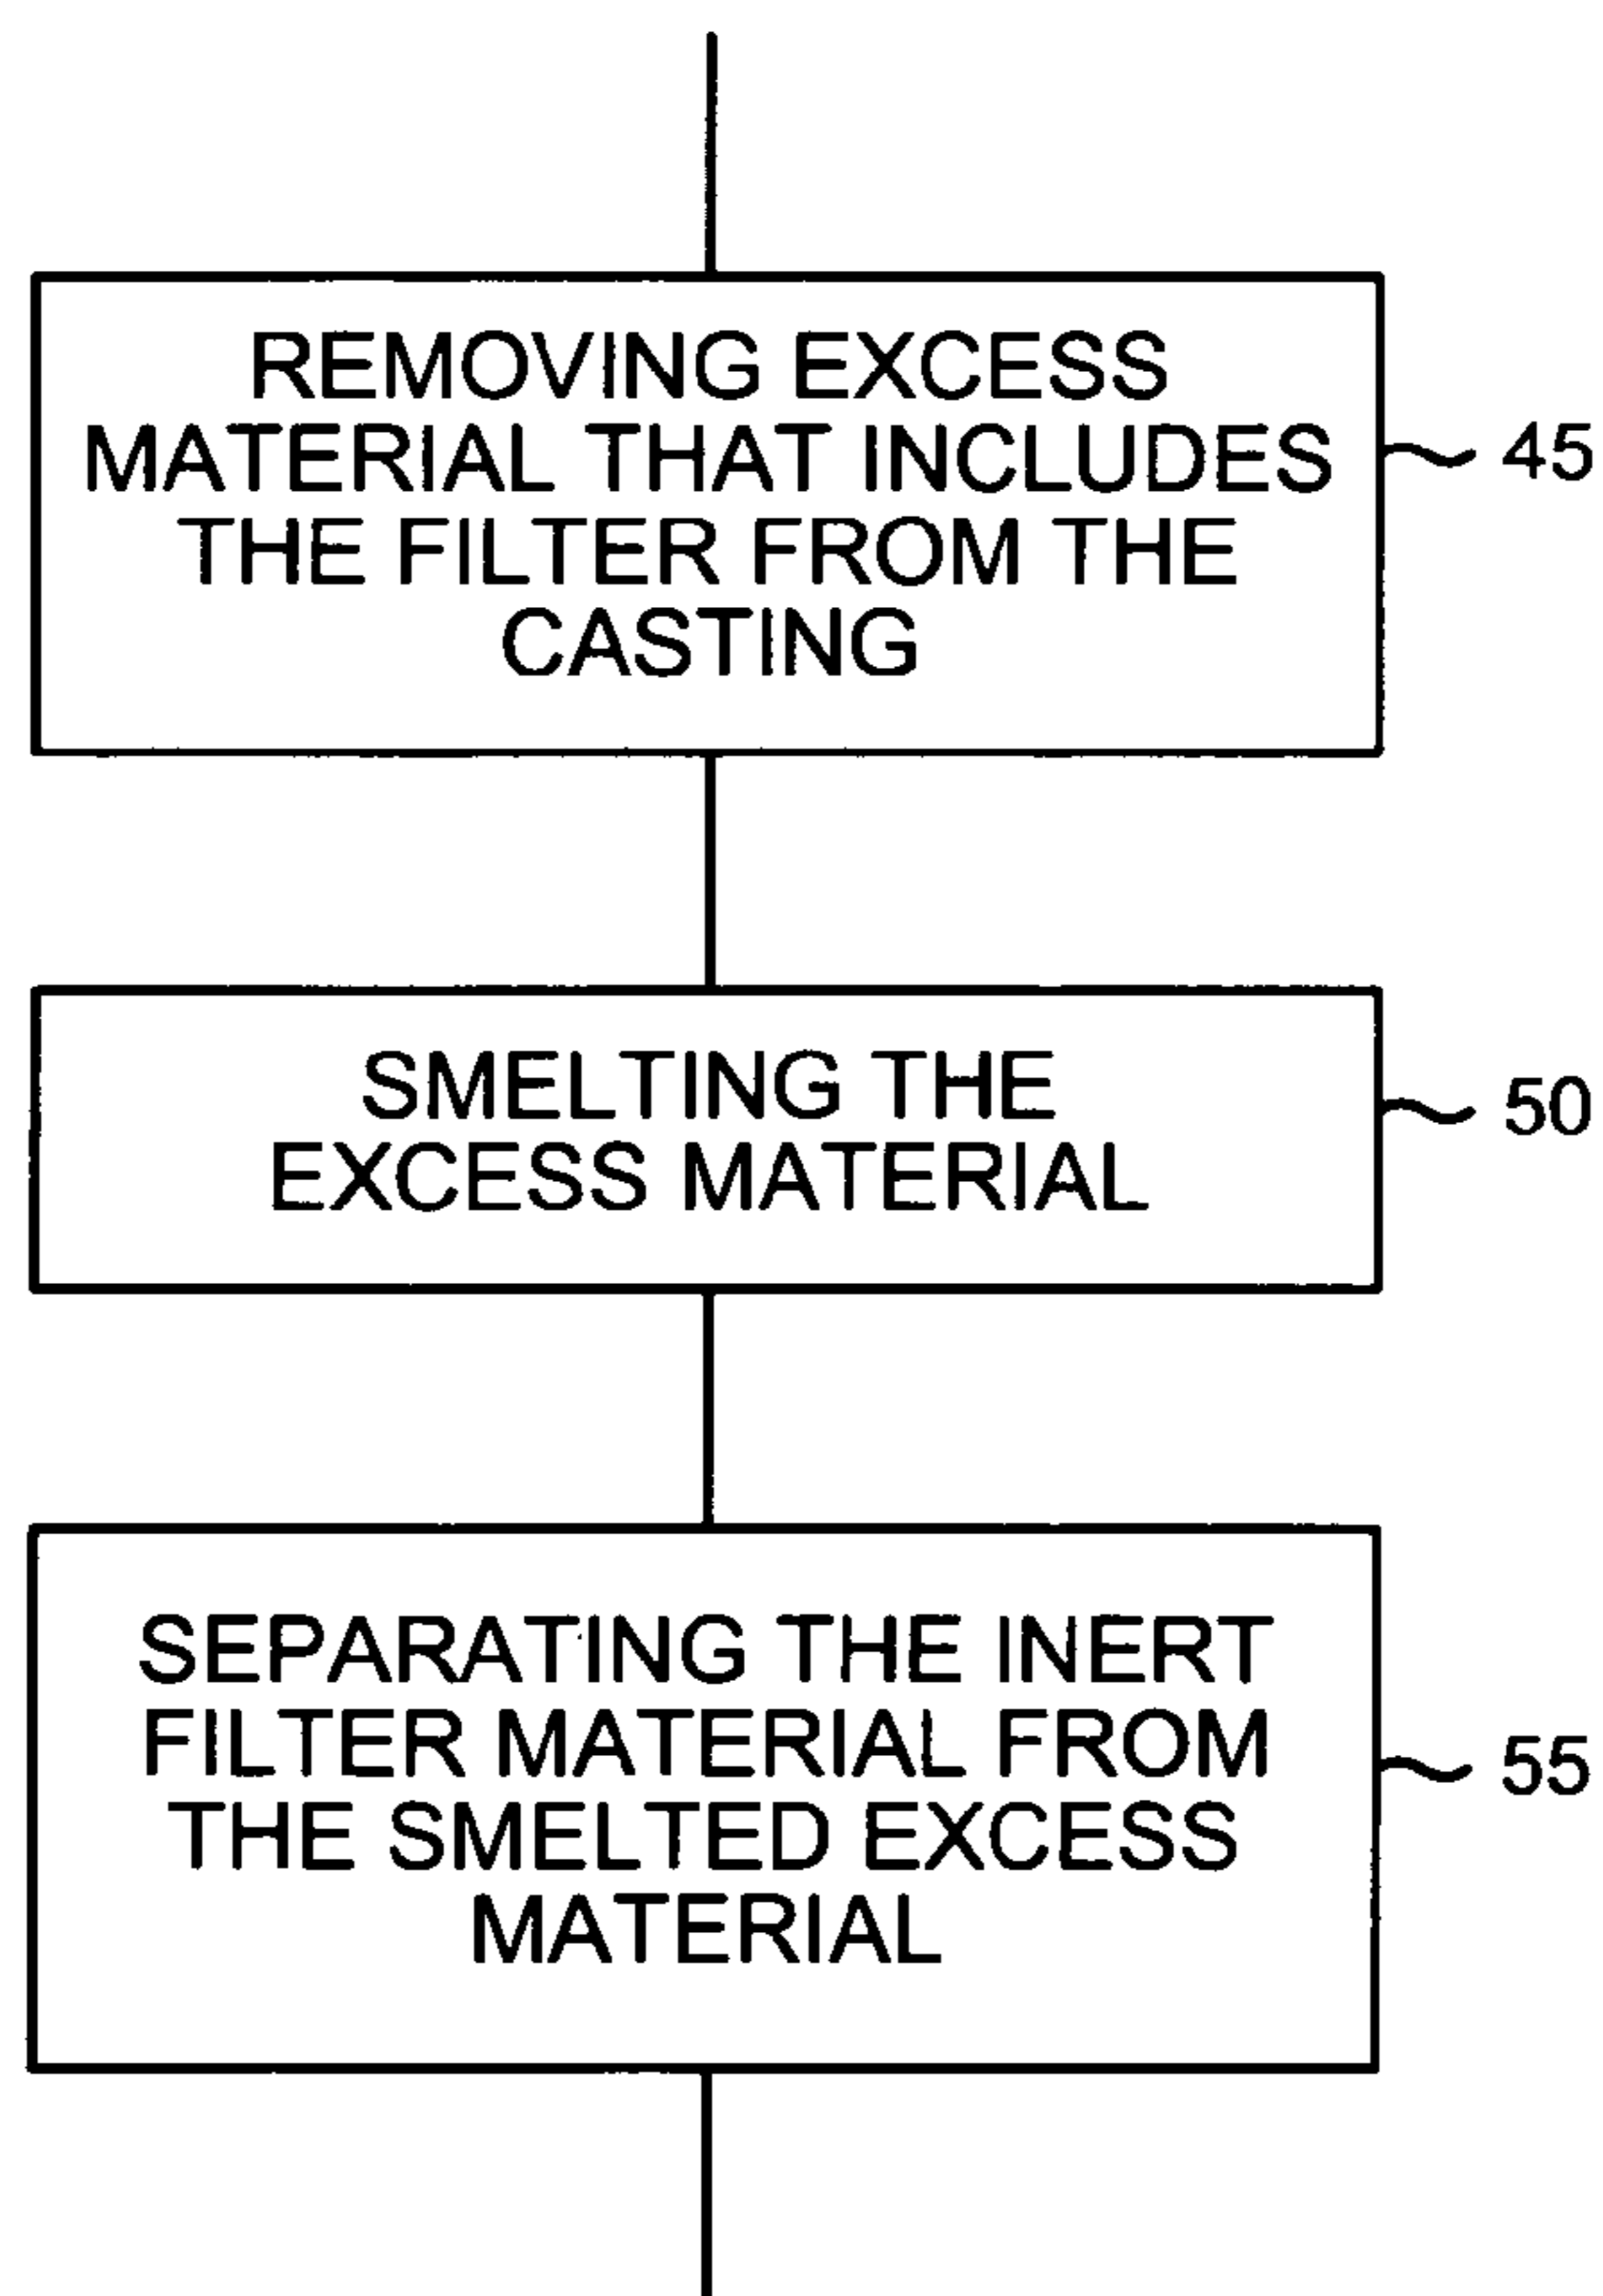 REMOVING EXCESS
MATERIAL THAT INCLUDES
THE FILTER FROM THE
CASTING
45
SMELTING THE
EXCESS MATERIAL
50
SEPARATING THE INERT
FILTER MATERIAL FROM
THE SMELTED EXCESS
MATERIAL
55